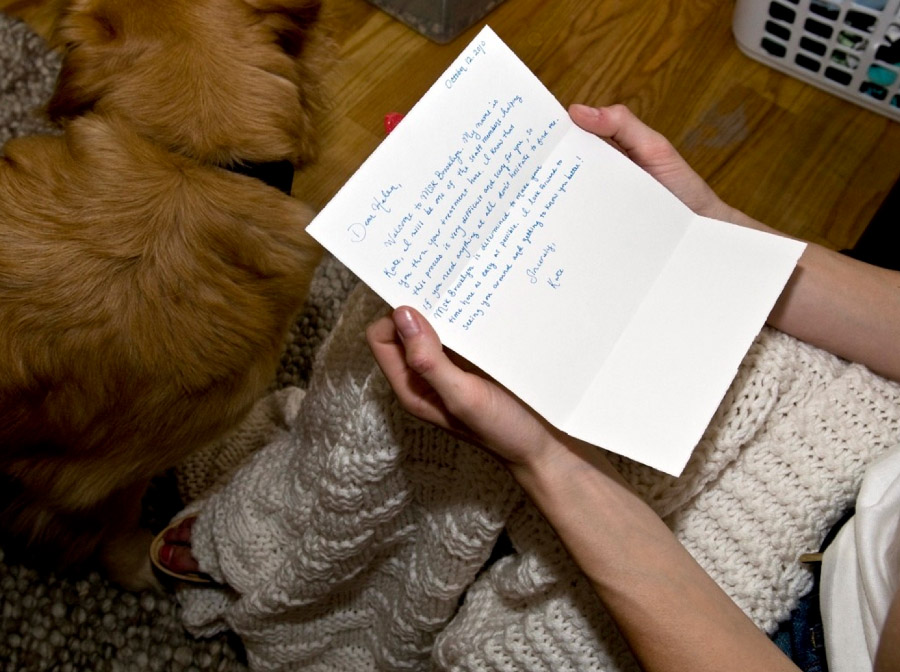 October 12, 2010
Dear Helen,
Welcome to MSK Brooklyn. My name is
Kate, I will be one of the staff members helping
you thru your treatment here. I know that
this process is very difficult and scary for you, so
if you need anything at all don't hesitate to find me.
MSK Brooklyn is determined to make your
time here as easy as possible. I look forward to
seeing you around and getting to know you better!
Sincerely,
Kate